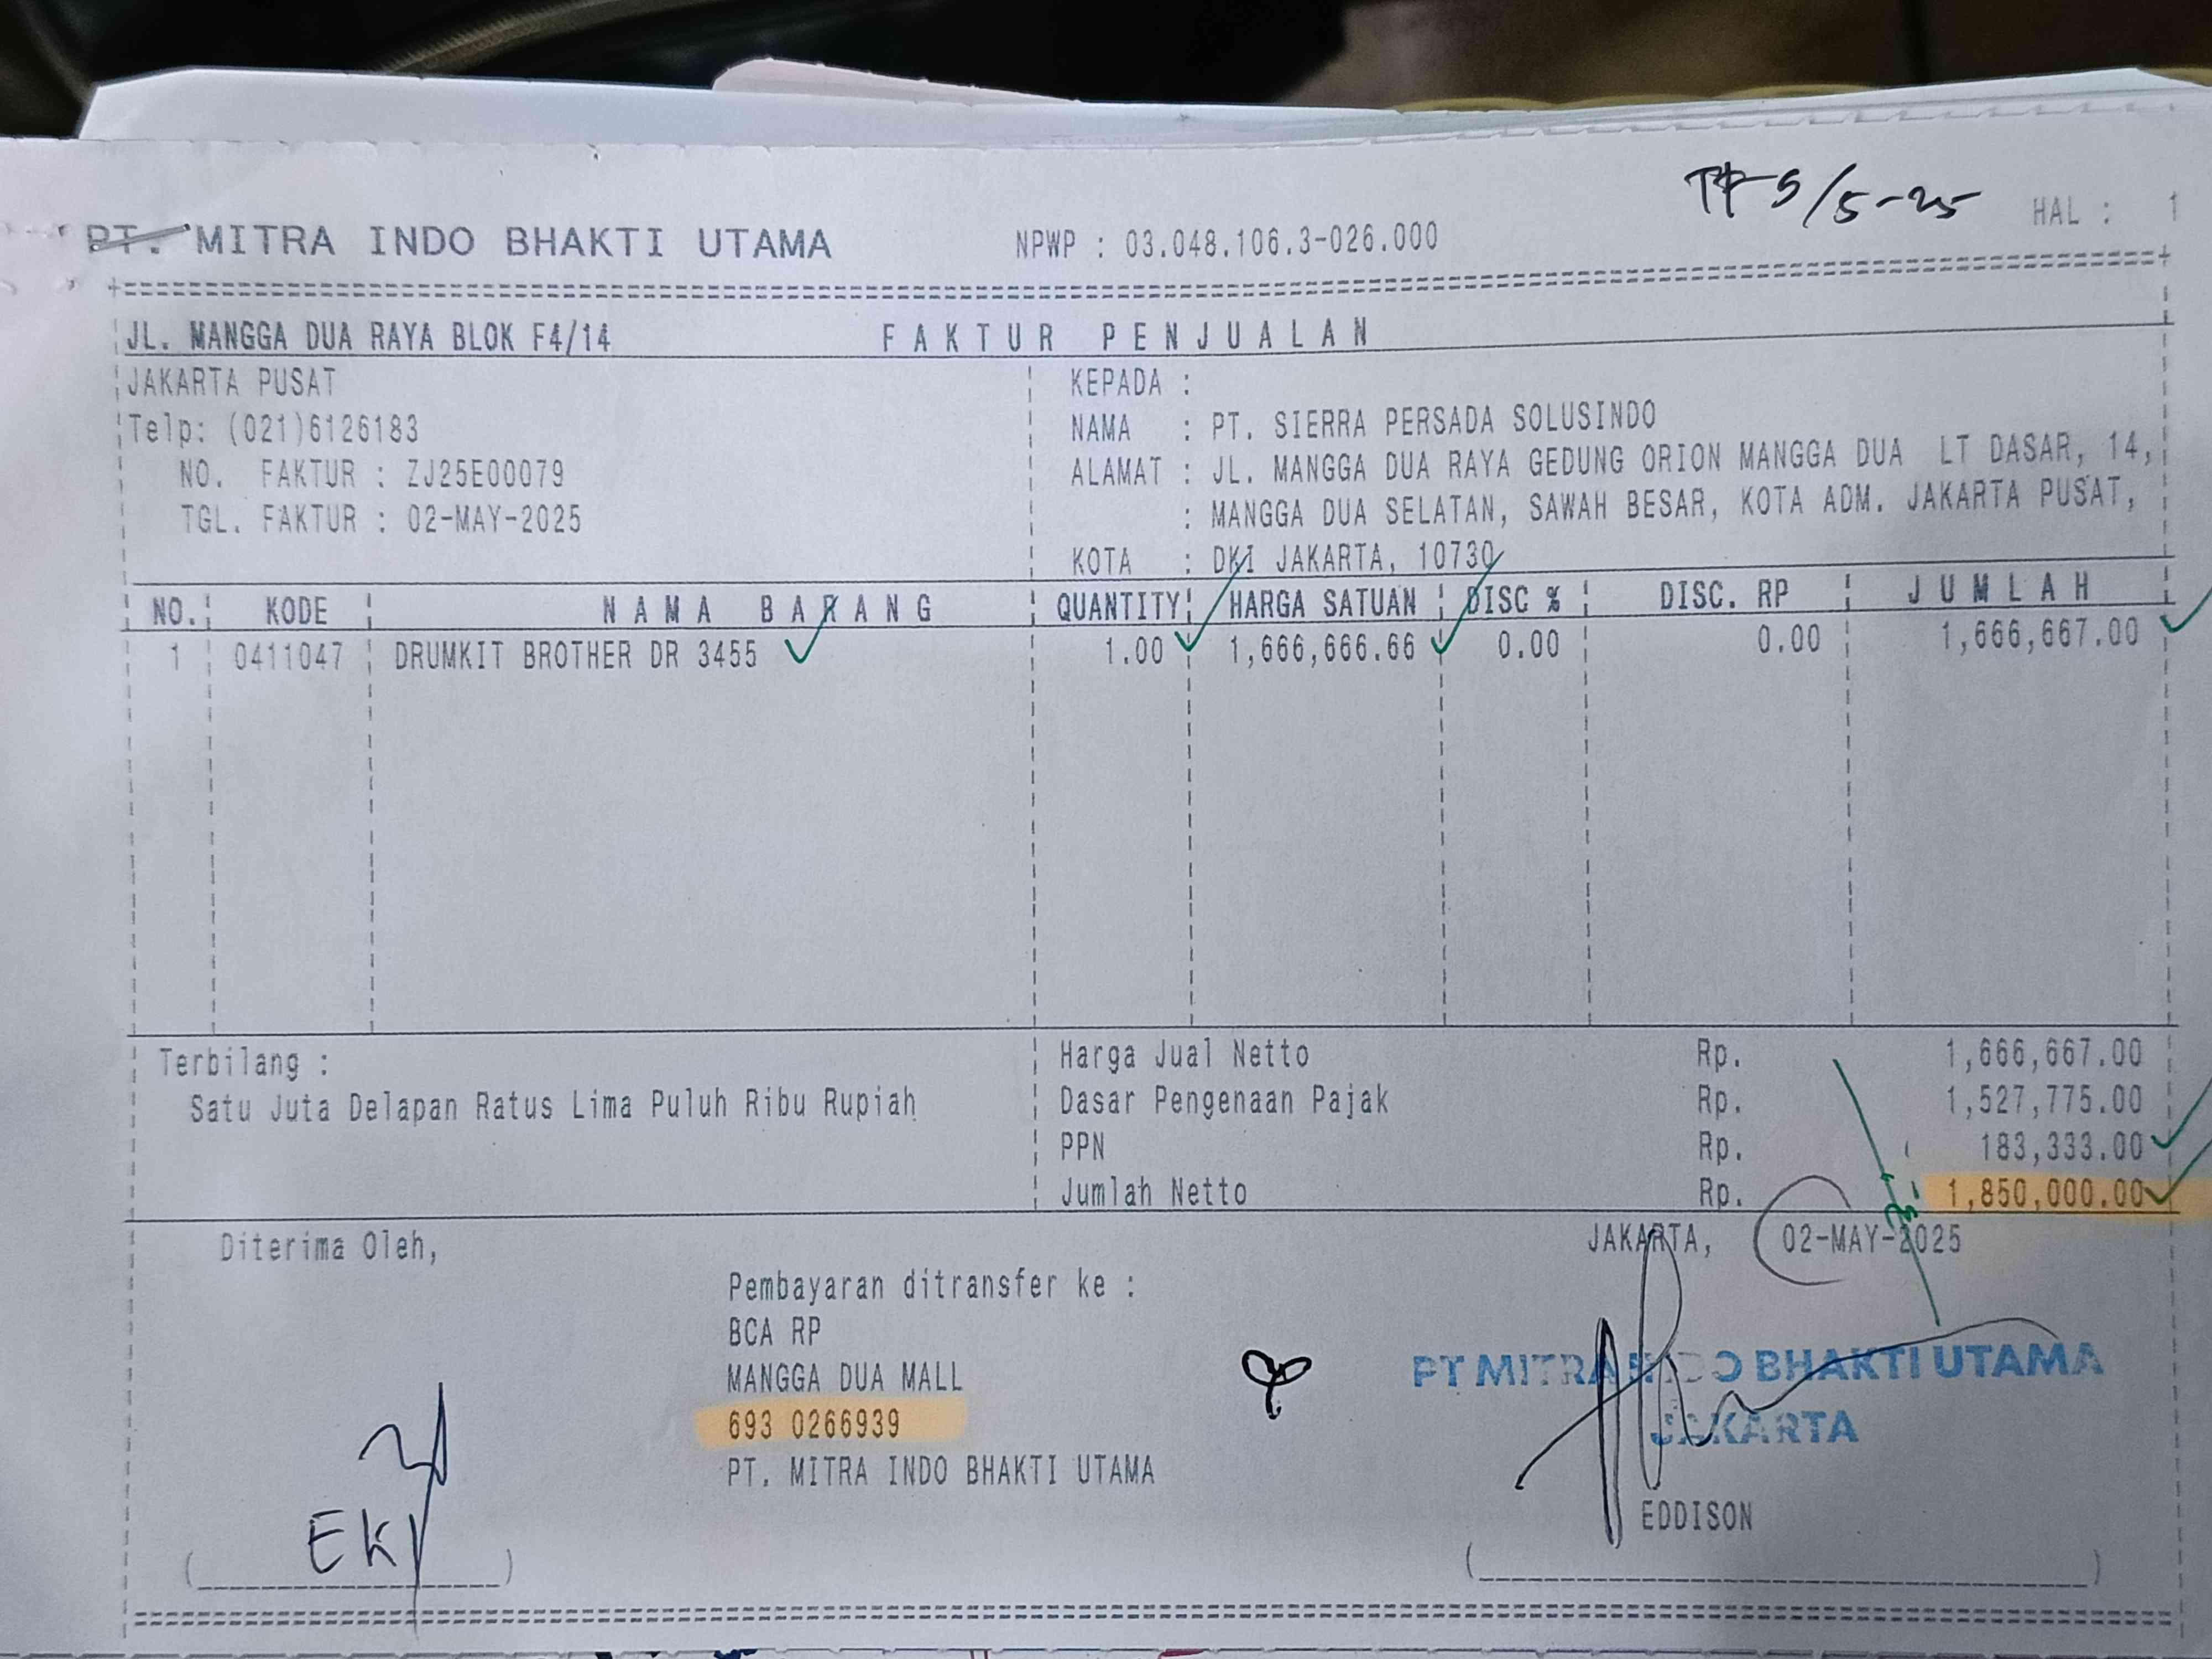 TF 5/5-25
PT. MITRA INDO BHAKTI UTAMA NPWP : 03.048.106.3-026.000 HAL : 1
JL. MANGGA DUA RAYA BLOK F4/14 FAKTUR PENJUALAN
JAKARTA PUSAT KEPADA :
Telp: (021)6126183 NAMA : PT. SIERRA PERSADA SOLUSINDO
NO. FAKTUR : ZJ25E00079 ALAMAT : JL. MANGGA DUA RAYA GEDUNG ORION MANGGA DUA LT DASAR, 14,
TGL. FAKTUR : 02-MAY-2025 : MANGGA DUA SELATAN, SAWAH BESAR, KOTA ADM. JAKARTA PUSAT,
KOTA : DKI JAKARTA, 10730
NO. KODE NAMA BARANG QUANTITY HARGA SATUAN DISC % DISC. RP JUMLAH
1 0411047 DRUMKIT BROTHER DR 3455 1.00 1,666,666.66 0.00 0.00 1,666,667.00
Terbilang : Harga Jual Netto Rp. 1,666,667.00
Satu Juta Delapan Ratus Lima Puluh Ribu Rupiah Dasar Pengenaan Pajak Rp. 1,527,775.00
PPN Rp. 183,333.00
Jumlah Netto Rp. 1,850,000.00
Diterima Oleh, JAKARTA, 02-MAY-2025
Pembayaran ditransfer ke :
BCA RP
MANGGA DUA MALL
693 0266939
PT. MITRA INDO BHAKTI UTAMA
PT MITRA INDO BHAKTI UTAMA
JAKARTA
EKY
EDDISON